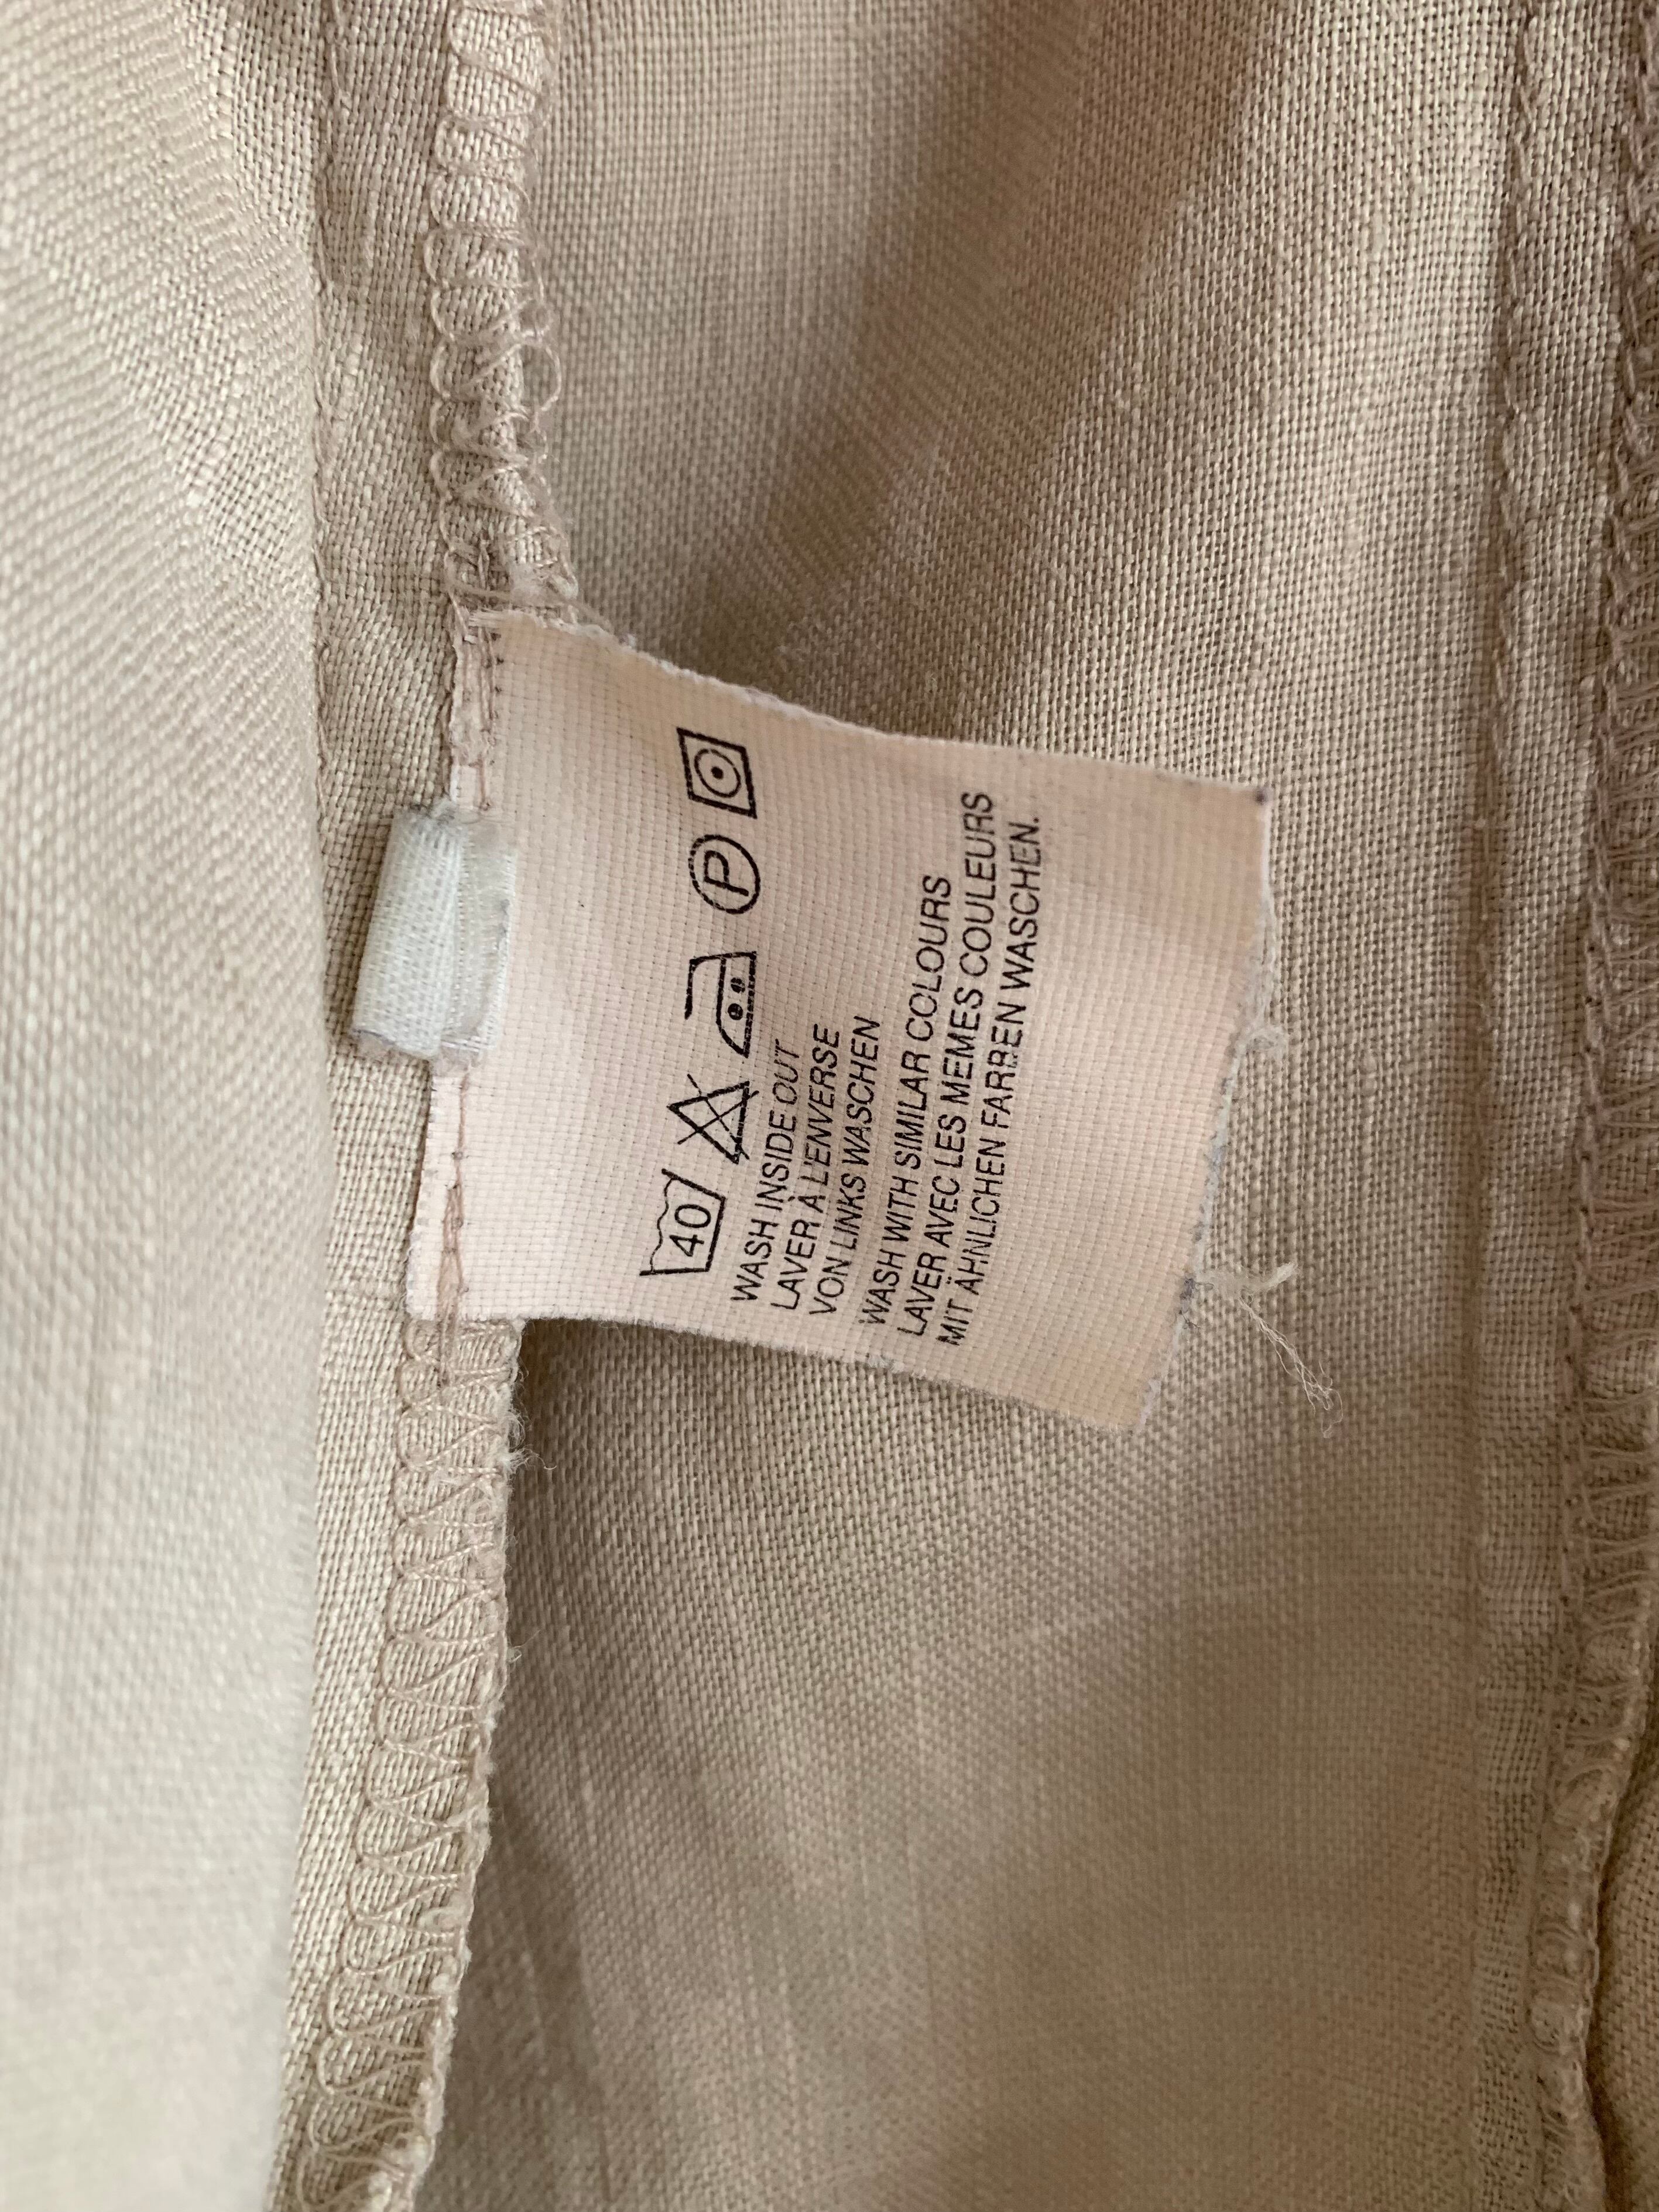 40 P
WASH INSIDE OUT
LAVER À L'ENVERSE
VON LINKS WASCHEN
WASH WITH SIMILAR COLOURS
LAVER AVEC LES MEMES COULEURS
MIT ÄHNLICHEN FARBEN WASCHEN.